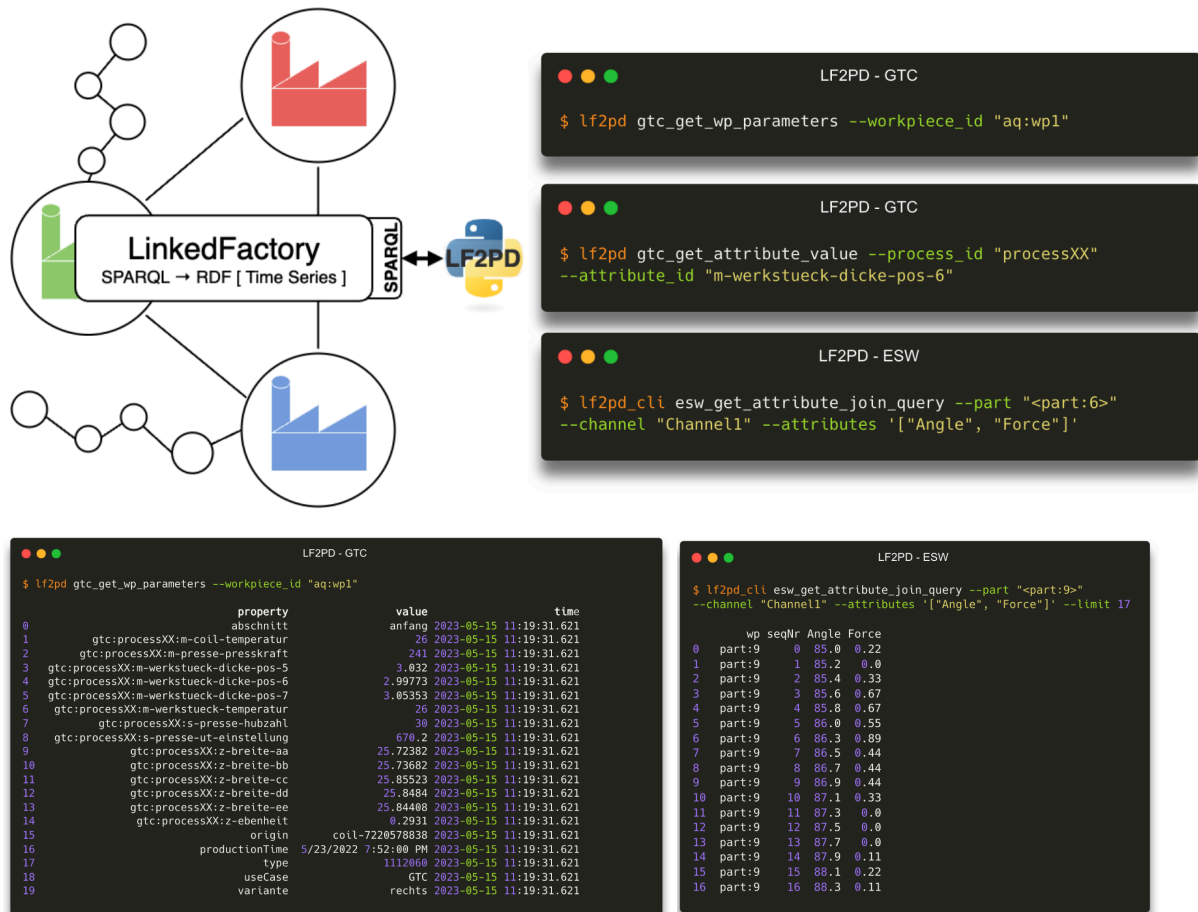 LinkedFactory
SPARQL → RDF [ Time Series ]
SPARQL
LF2PD
LF2PD - GTC
$ lf2pd gtc_get_wp_parameters --workpiece_id "aq:wp1"
LF2PD - GTC
$ lf2pd gtc_get_attribute_value --process_id "processXX"
--attribute_id "m-werkstueck-dicke-pos-6"
LF2PD - ESW
$ lf2pd_cli esw_get_attribute_join_query --part "<part:6>"
--channel "Channel1" --attributes '["Angle", "Force"]'
LF2PD - GTC
$ lf2pd gtc_get_wp_parameters --workpiece_id "aq:wp1"
property value time
0 abschnitt anfang 2023-05-15 11:19:31.621
1 gtc:processXX:m-coil-temperatur 26 2023-05-15 11:19:31.621
2 gtc:processXX:m-presse-presskraft 241 2023-05-15 11:19:31.621
3 gtc:processXX:m-werkstueck-dicke-pos-5 3.032 2023-05-15 11:19:31.621
4 gtc:processXX:m-werkstueck-dicke-pos-6 2.99773 2023-05-15 11:19:31.621
5 gtc:processXX:m-werkstueck-dicke-pos-7 3.05353 2023-05-15 11:19:31.621
6 gtc:processXX:m-werkstueck-temperatur 26 2023-05-15 11:19:31.621
7 gtc:processXX:s-presse-hubzahl 30 2023-05-15 11:19:31.621
8 gtc:processXX:s-presse-ut-einstellung 670.2 2023-05-15 11:19:31.621
9 gtc:processXX:z-breite-aa 25.72382 2023-05-15 11:19:31.621
10 gtc:processXX:z-breite-bb 25.73682 2023-05-15 11:19:31.621
11 gtc:processXX:z-breite-cc 25.85523 2023-05-15 11:19:31.621
12 gtc:processXX:z-breite-dd 25.8484 2023-05-15 11:19:31.621
13 gtc:processXX:z-breite-ee 25.84408 2023-05-15 11:19:31.621
14 gtc:processXX:z-ebenheit 0.2931 2023-05-15 11:19:31.621
15 origin coil-7220578838 2023-05-15 11:19:31.621
16 productionTime 5/23/2022 7:52:00 PM 2023-05-15 11:19:31.621
17 type 1112060 2023-05-15 11:19:31.621
18 useCase GTC 2023-05-15 11:19:31.621
19 variante rechts 2023-05-15 11:19:31.621
LF2PD - ESW
$ lf2pd_cli esw_get_attribute_join_query --part "<part:9>"
--channel "Channel1" --attributes '["Angle", "Force"]' --limit 17
wp seqNr Angle Force
0 part:9 0 85.0 0.22
1 part:9 1 85.2 0.0
2 part:9 2 85.4 0.33
3 part:9 3 85.6 0.67
4 part:9 4 85.8 0.67
5 part:9 5 86.0 0.55
6 part:9 6 86.3 0.89
7 part:9 7 86.5 0.44
8 part:9 8 86.7 0.44
9 part:9 9 86.9 0.44
10 part:9 10 87.1 0.33
11 part:9 11 87.3 0.0
12 part:9 12 87.5 0.0
13 part:9 13 87.7 0.0
14 part:9 14 87.9 0.11
15 part:9 15 88.1 0.22
16 part:9 16 88.3 0.11